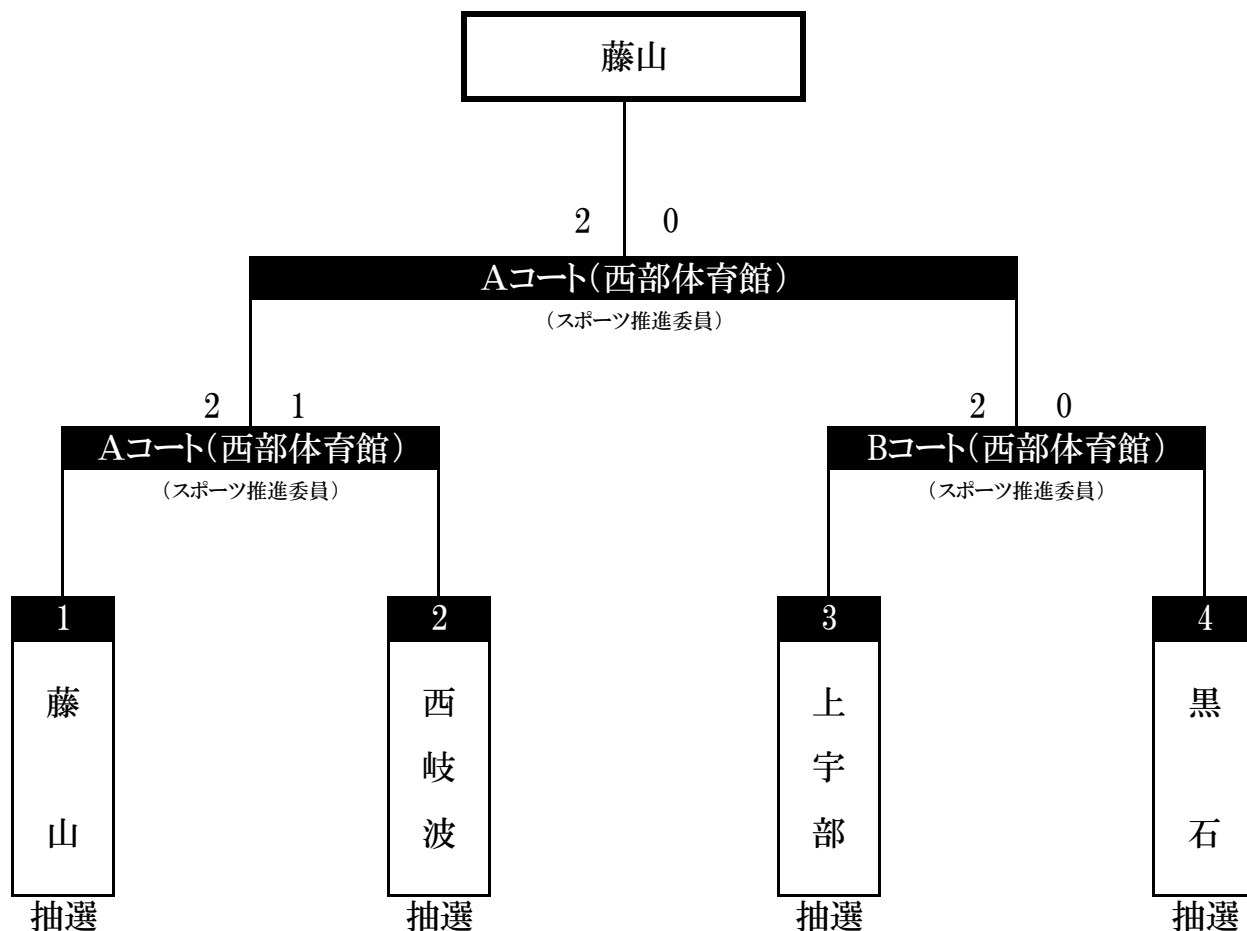 藤山
2 0
Aコート(西部体育館)
(スポーツ推進委員)
2 1
2 0
Aコート(西部体育館)
Bコート(西部体育館)
(スポーツ推進委員)
(スポーツ推進委員)
1
2
3
4
藤山
西岐波
上宇部
黒石
抽選
抽選
抽選
抽選